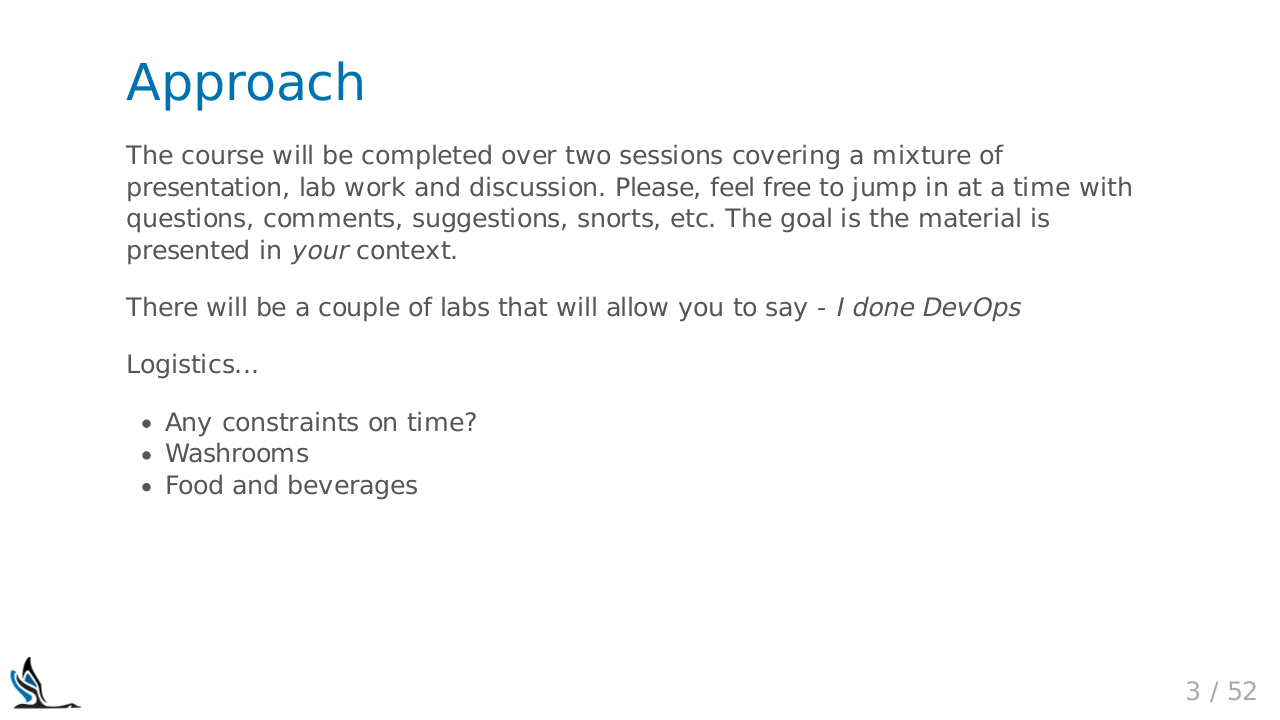 Approach
The course will be completed over two sessions covering a mixture of
presentation, lab work and discussion. Please, feel free to jump in at a time with
questions, comments, suggestions, snorts, etc. The goal is the material is
presented in your context.
There will be a couple of labs that will allow you to say - I done DevOps
Logistics...
• Any constraints on time?
• Washrooms
• Food and beverages
3 / 52